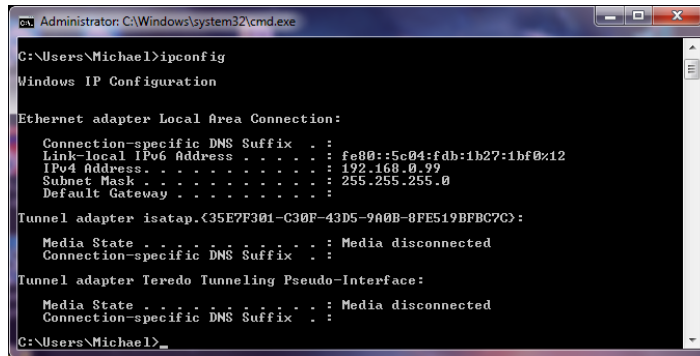 Administrator: C:\Windows\system32\cmd.exe
C:\Users\Michael>ipconfig
Windows IP Configuration
Ethernet adapter Local Area Connection:
Connection-specific DNS Suffix . :
Link-local IPv6 Address . . . . . : fe80::5c04:fdb:1b27:1bf0%12
IPv4 Address. . . . . . . . . . . : 192.168.0.99
Subnet Mask . . . . . . . . . . . : 255.255.255.0
Default Gateway . . . . . . . . . :
Tunnel adapter isatap.{35E7F301-C30F-43D5-9A0B-8FE519BFBC7C}:
Media State . . . . . . . . . . . : Media disconnected
Connection-specific DNS Suffix . :
Tunnel adapter Teredo Tunneling Pseudo-Interface:
Media State . . . . . . . . . . . : Media disconnected
Connection-specific DNS Suffix . :
C:\Users\Michael>_